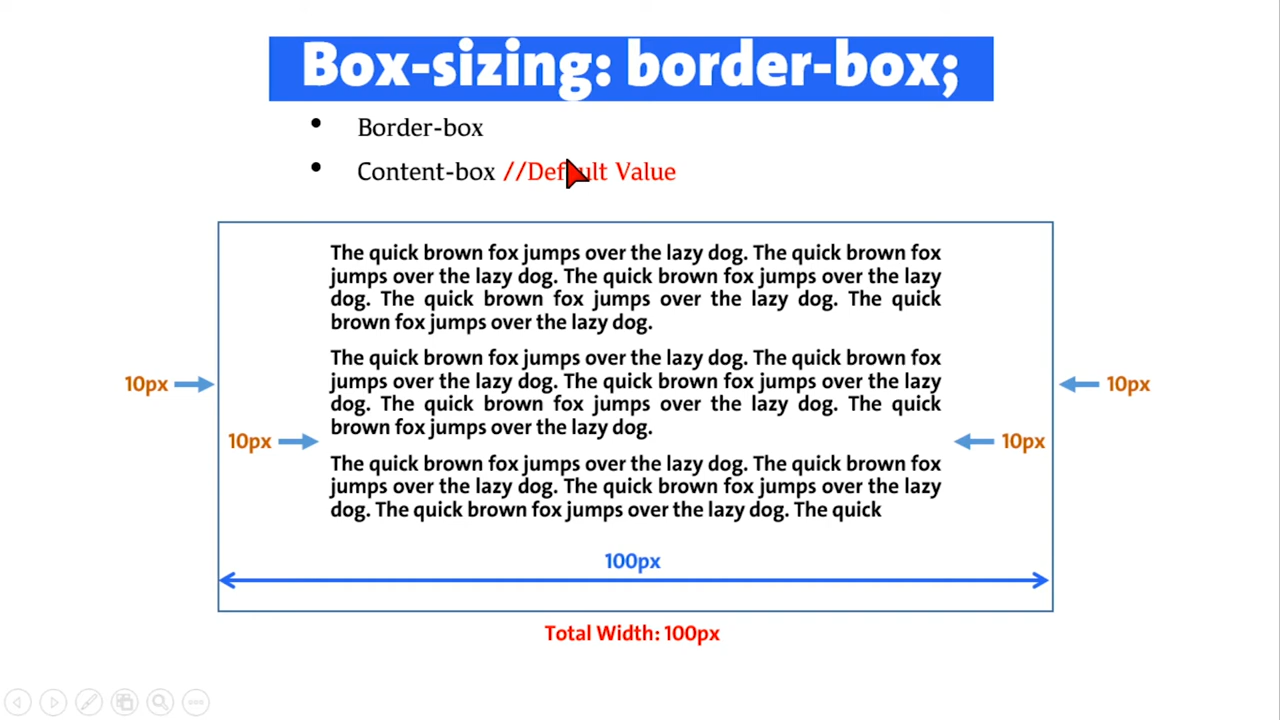 Box-sizing: border-box;
• Border-box
• Content-box //Default Value
The quick brown fox jumps over the lazy dog. The quick brown fox
jumps over the lazy dog. The quick brown fox jumps over the lazy
dog. The quick brown fox jumps over the lazy dog. The quick
brown fox jumps over the lazy dog.
The quick brown fox jumps over the lazy dog. The quick brown fox
jumps over the lazy dog. The quick brown fox jumps over the lazy
dog. The quick brown fox jumps over the lazy dog. The quick
brown fox jumps over the lazy dog.
10px
10px
10px
10px
The quick brown fox jumps over the lazy dog. The quick brown fox
jumps over the lazy dog. The quick brown fox jumps over the lazy
dog. The quick brown fox jumps over the lazy dog. The quick
100px
Total Width: 100px